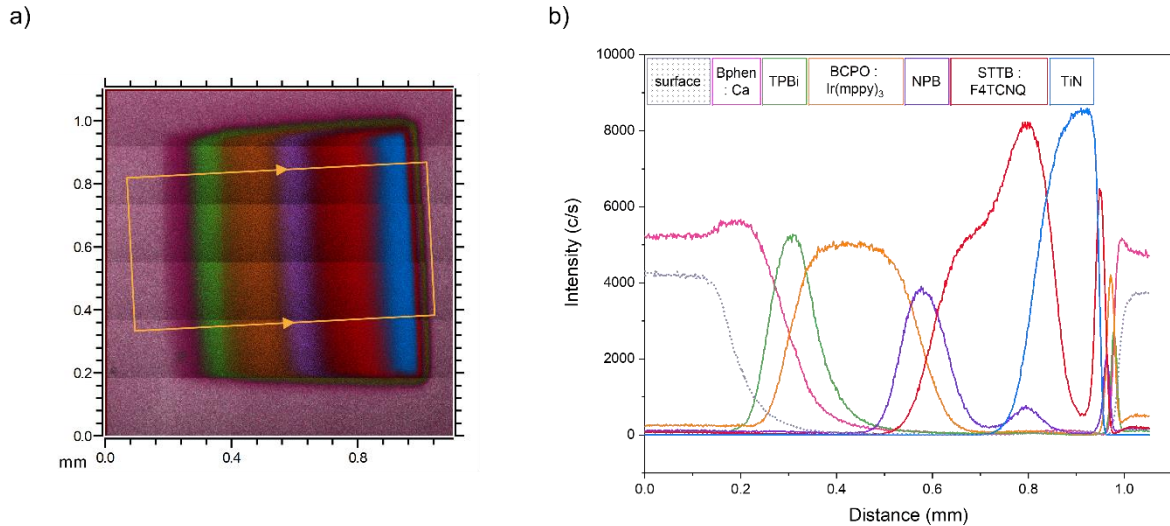 a)
1.0
0.8
0.6
0.4
0.2
0.0
mm
0.0
0.4
0.8
b)
10000
8000
6000
4000
2000
0
Intensity (c/s)
surface
Bphen
: Ca
TPBi
BCPO :
Ir(mppy)₃
NPB
STTB :
F4TCNQ
TiN
0.0
0.2
0.4
0.6
0.8
1.0
Distance (mm)